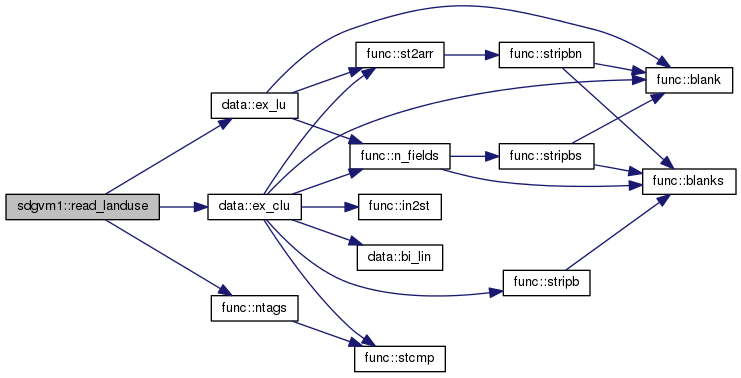 func::st2arr
func::stripbn
func::blank
data::ex_lu
func::n_fields
func::stripbs
func::blanks
sdgvm1::read_landuse
data::ex_clu
func::in2st
data::bi_lin
func::stripb
func::ntags
func::stcmp